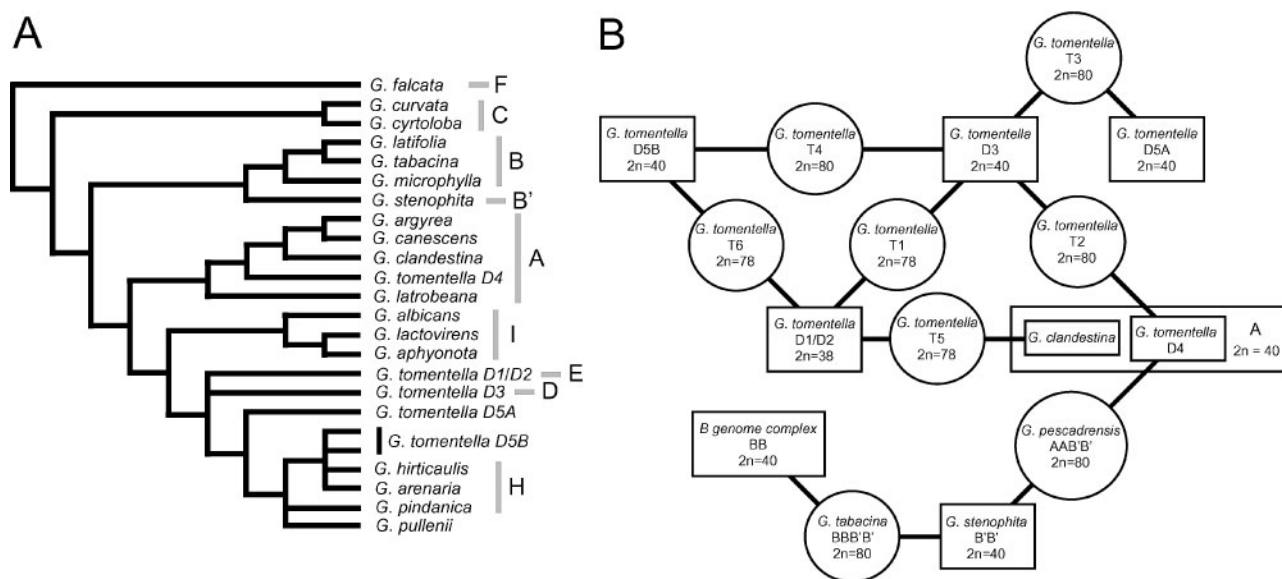 A
G. falcata F
G. curvata
G. cyrtoloba
C
G. latifolia
G. tabacina
G. microphylla
B
G. stenophita B'
G. argyrea
G. canescens
G. clandestina
G. tomentella D4
G. latrobeana
A
G. albicans
G. lactovirens
G. aphyonota
I
G. tomentella D1/D2 E
G. tomentella D3 D
G. tomentella D5A
G. tomentella D5B
G. hirticaulis
G. arenaria
G. pindanica
H
G. pullenii
B
G. tomentella
T3
2n=80
G. tomentella
D5B
2n=40
G. tomentella
T4
2n=80
G. tomentella
D3
2n=40
G. tomentella
D5A
2n=40
G. tomentella
T6
2n=78
G. tomentella
T1
2n=78
G. tomentella
T2
2n=80
G. tomentella
D1/D2
2n=38
G. tomentella
T5
2n=78
G. clandestina
G. tomentella
D4
A
2n = 40
B genome complex
BB
2n=40
G. pescadrensis
AAB'B'
2n=80
G. tabacina
BBB'B'
2n=80
G. stenophita
B'B'
2n=40